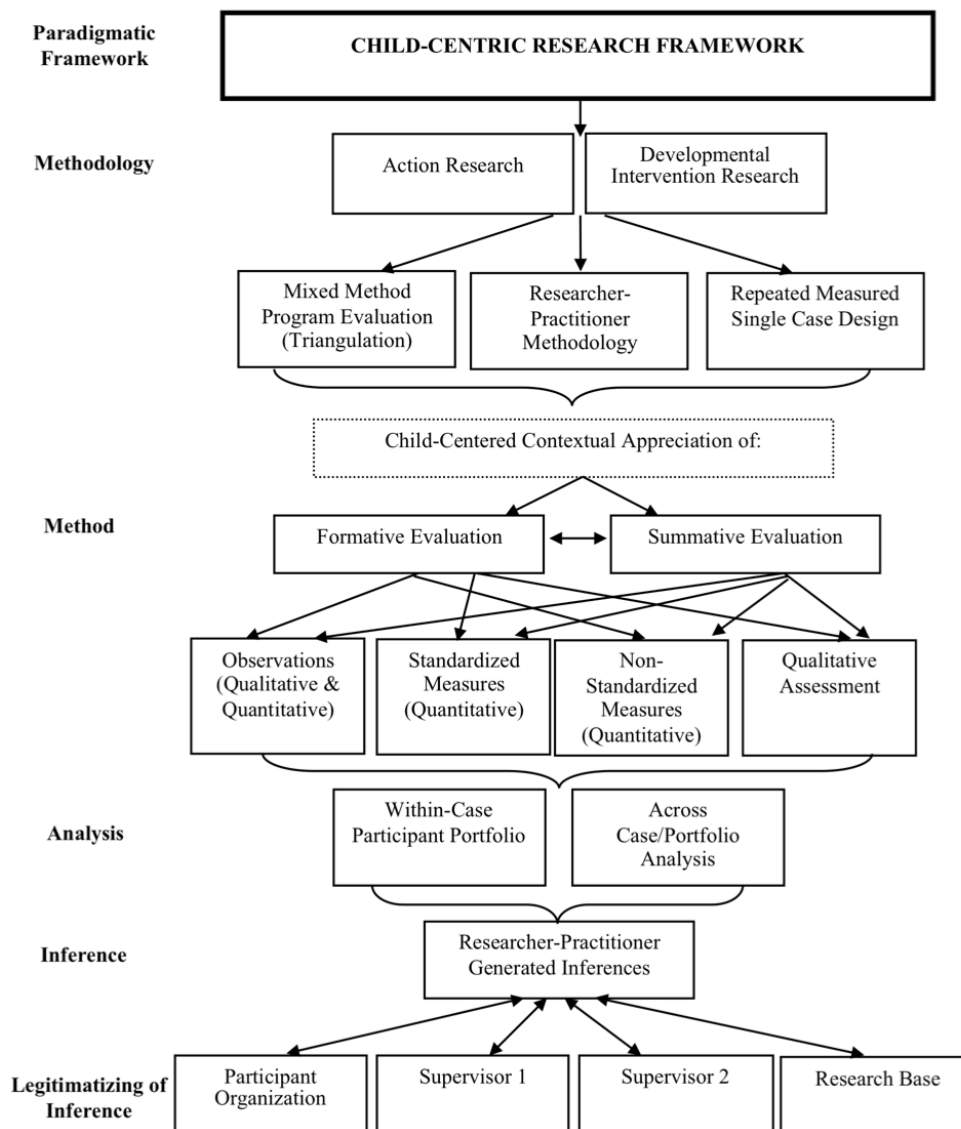 Paradigmatic
Framework
CHILD-CENTRIC RESEARCH FRAMEWORK
Methodology
Action Research
Developmental
Intervention Research
Mixed Method
Program Evaluation
(Triangulation)
Researcher-
Practitioner
Methodology
Repeated Measured
Single Case Design
Child-Centered Contextual Appreciation of:
Method
Formative Evaluation
Summative Evaluation
Observations
(Qualitative &
Quantitative)
Standardized
Measures
(Quantitative)
Non-
Standardized
Measures
(Quantitative)
Qualitative
Assessment
Analysis
Within-Case
Participant Portfolio
Across
Case/Portfolio
Analysis
Inference
Researcher-Practitioner
Generated Inferences
Legitimatizing of
Inference
Participant
Organization
Supervisor 1
Supervisor 2
Research Base